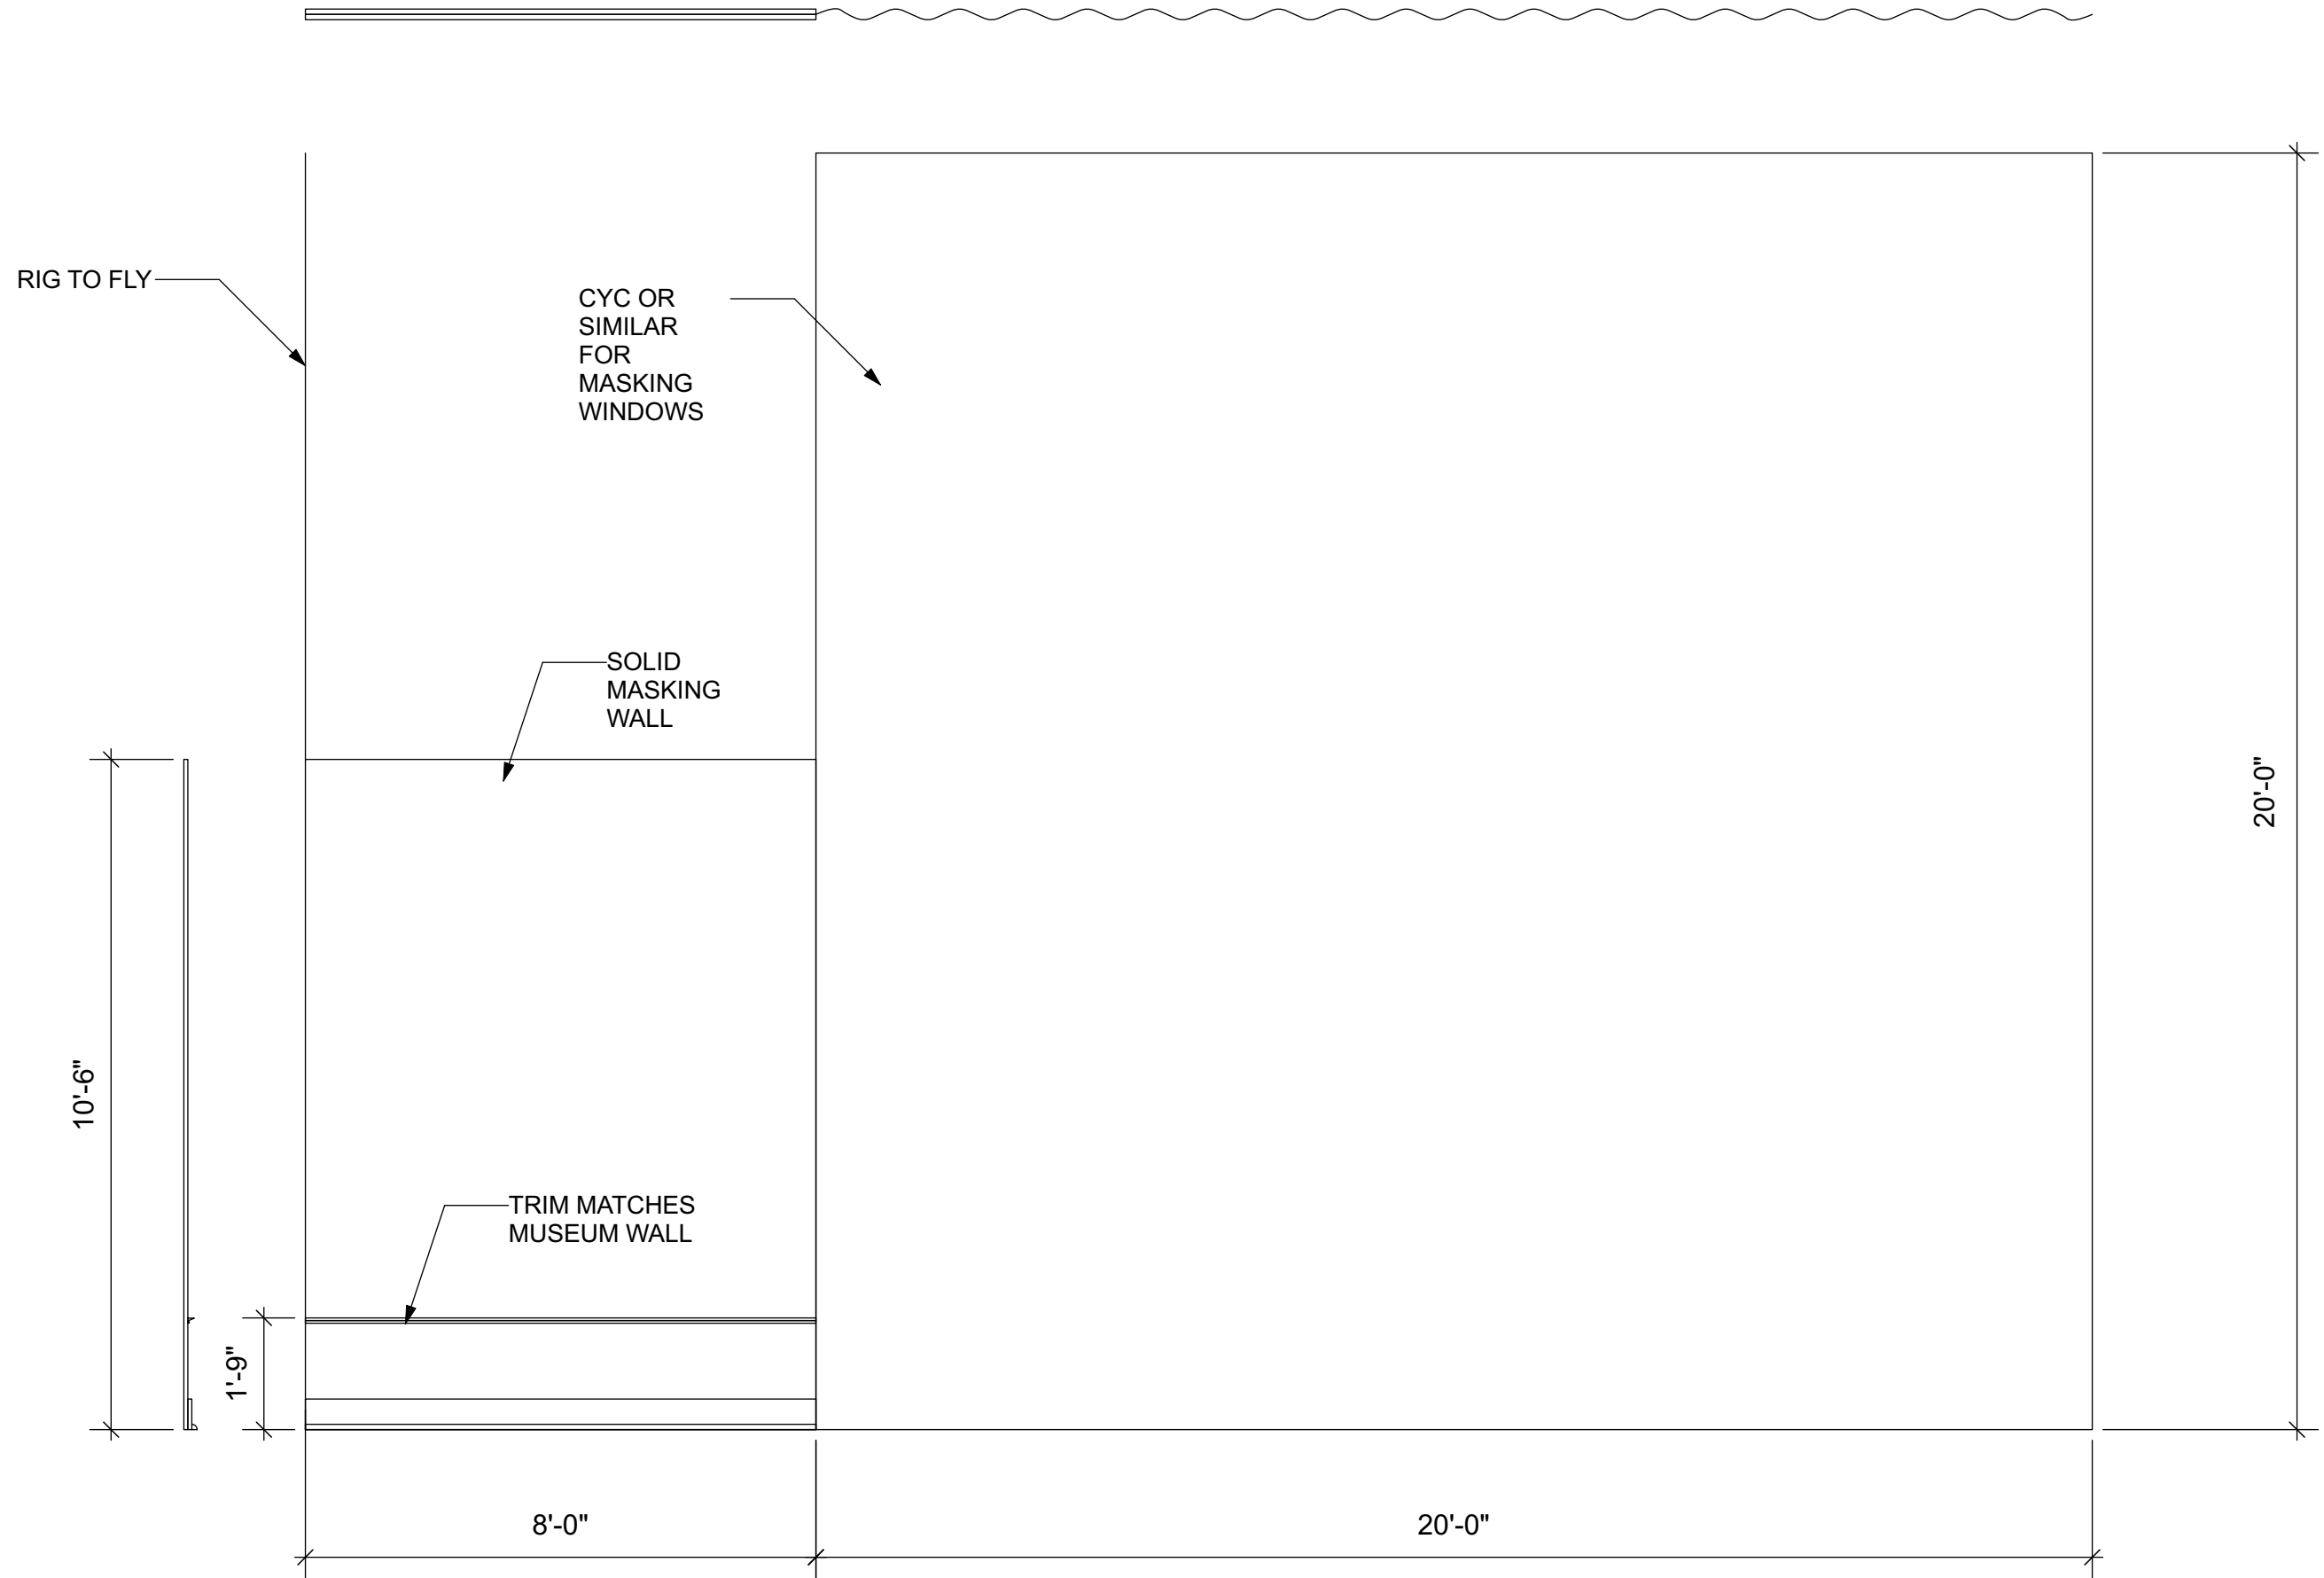 RIG TO FLY
CYC OR
SIMILAR
FOR
MASKING
WINDOWS
SOLID
MASKING
WALL
20'-0"
10'-6"
TRIM MATCHES
MUSEUM WALL
1'-9"
8'-0"
20'-0"